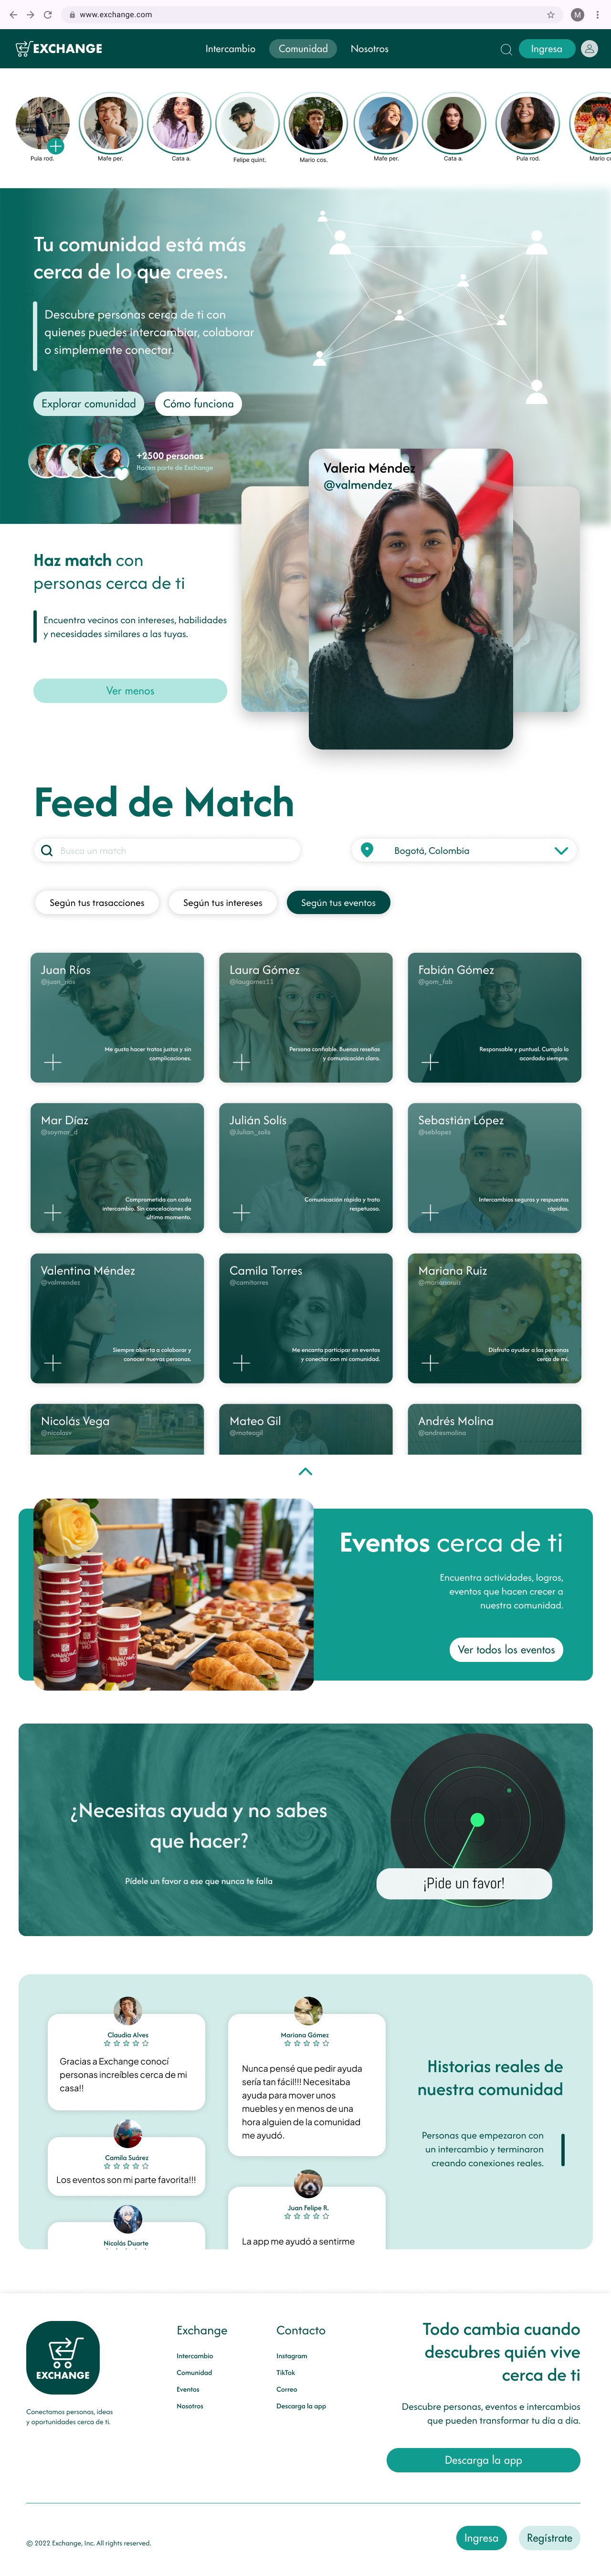 www.exchange.com
M
EXCHANGE
Intercambio
Comunidad
Nosotros
Ingresa
Pula rod.
Mafe per.
Cata a.
Felipe quint.
Mario cos.
Mafe per.
Cata a.
Pula rod.
Mario c
Tu comunidad está más
cerca de lo que crees.
Descubre personas cerca de ti con
quienes puedes intercambiar, colaborar
o simplemente conectar.
Explorar comunidad
Cómo funciona
+2500 personas
Hacen parte de Exchange
Valeria Méndez
@valmendez_
Haz match con
personas cerca de ti
Encuentra vecinos con intereses, habilidades
y necesidades similares a las tuyas.
Ver menos
Feed de Match
Busca un match
Bogotá, Colombia
Según tus trasacciones
Según tus intereses
Según tus eventos
Juan Ríos
@juan_rios
Me gusta hacer tratos justos y sin
complicaciones.
Laura Gómez
@laugomez11
Persona confiable. Buenas reseñas
y comunicación clara.
Fabián Gómez
@gom_fab
Responsable y puntual. Cumplo lo
acordado siempre.
Mar Díaz
@soymar_d
Comprometido con cada
intercambio. Sin cancelaciones de
último momento.
Julián Solís
@Julian_solis
Comunicación rápida y trato
respetuoso.
Sebastián López
@seblopez
Intercambios seguros y respuestas
rápidas.
Valentina Méndez
@valmendez
Siempre abierta a colaborar y
conocer nuevas personas.
Camila Torres
@camitorres
Me encanta participar en eventos
y conectar con mi comunidad.
Mariana Ruiz
@marianaruiz
Disfruto ayudar a las personas
cerca de mí.
Nicolás Vega
@nicolasv
Mateo Gil
@mateogil
Andrés Molina
@andresmolina
Eventos cerca de ti
Encuentra actividades, logros,
eventos que hacen crecer a
nuestra comunidad.
Ver todos los eventos
¿Necesitas ayuda y no sabes
que hacer?
Pídele un favor a ese que nunca te falla
¡Pide un favor!
Claudia Alves
Gracias a Exchange conocí
personas increíbles cerca de mi
casa!!
Camila Suárez
Los eventos son mi parte favorita!!!
Nicolás Duarte
Mariana Gómez
Nunca pensé que pedir ayuda
sería tan fácil!!! Necesitaba
ayuda para mover unos
muebles y en menos de una
hora alguien de la comunidad
me ayudó.
Juan Felipe R.
La app me ayudó a sentirme
Historias reales de
nuestra comunidad
Personas que empezaron con
un intercambio y terminaron
creando conexiones reales.
EXCHANGE
Conectamos personas, ideas
y oportunidades cerca de ti.
Exchange
Intercambio
Comunidad
Eventos
Nosotros
Contacto
Instagram
TikTok
Correo
Descarga la app
Todo cambia cuando
descubres quién vive
cerca de ti
Descubre personas, eventos e intercambios
que pueden transformar tu día a día.
Descarga la app
© 2022 Exchange, Inc. All rights reserved.
Ingresa
Regístrate